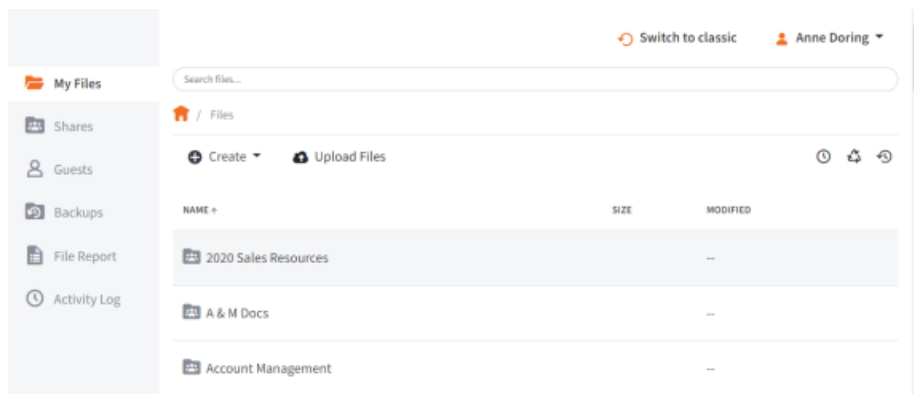 Switch to classic Anne Doring
My Files
Search files...
/ Files
Shares
Create Upload Files
Guests
Backups
NAME SIZE MODIFIED
File Report
2020 Sales Resources --
Activity Log
A & M Docs --
Account Management --